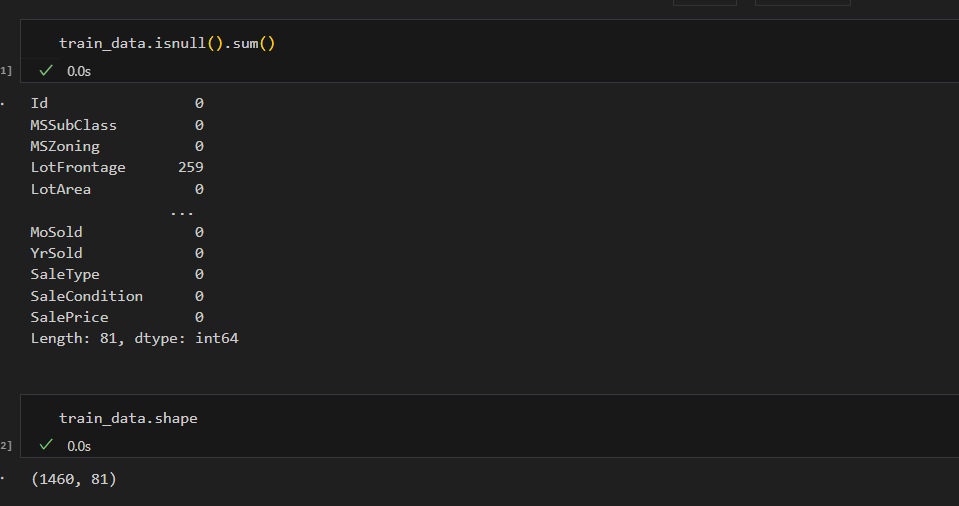 train_data.isnull().sum()
1]
0.0s
Id 0
MSSubClass 0
MSZoning 0
LotFrontage 259
LotArea 0
...
MoSold 0
YrSold 0
SaleType 0
SaleCondition 0
SalePrice 0
Length: 81, dtype: int64
train_data.shape
2]
0.0s
(1460, 81)